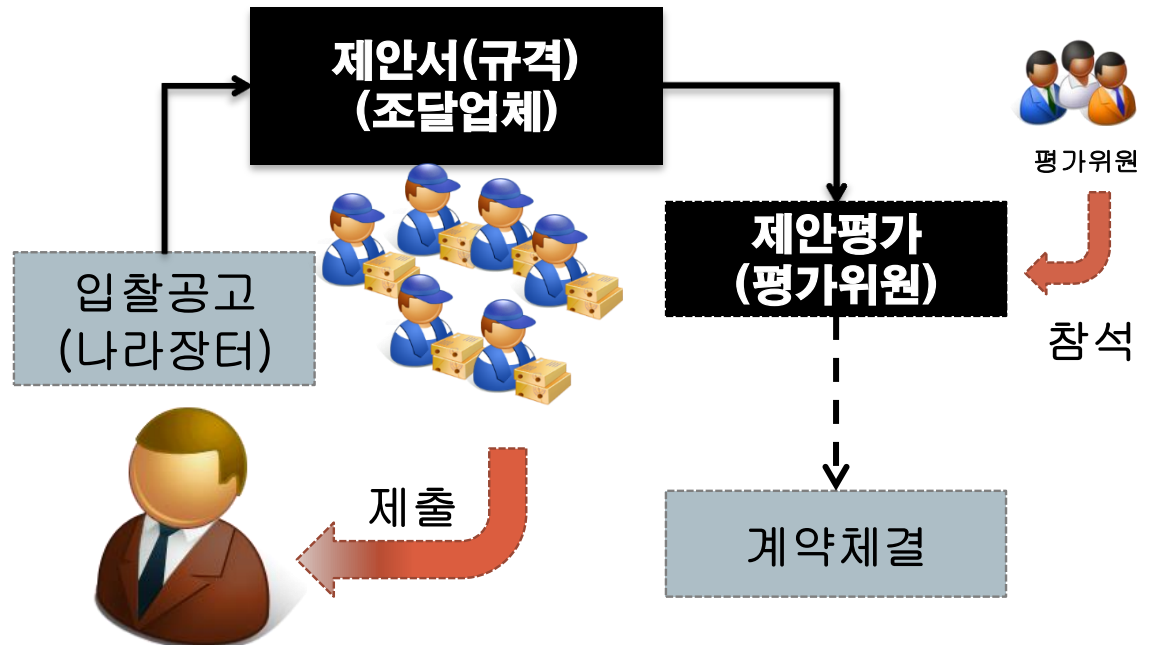 제안서(규격)
(조달업체)
평가위원
제안평가
(평가위원)
입찰공고
(나라장터)
참석
제출
계약체결